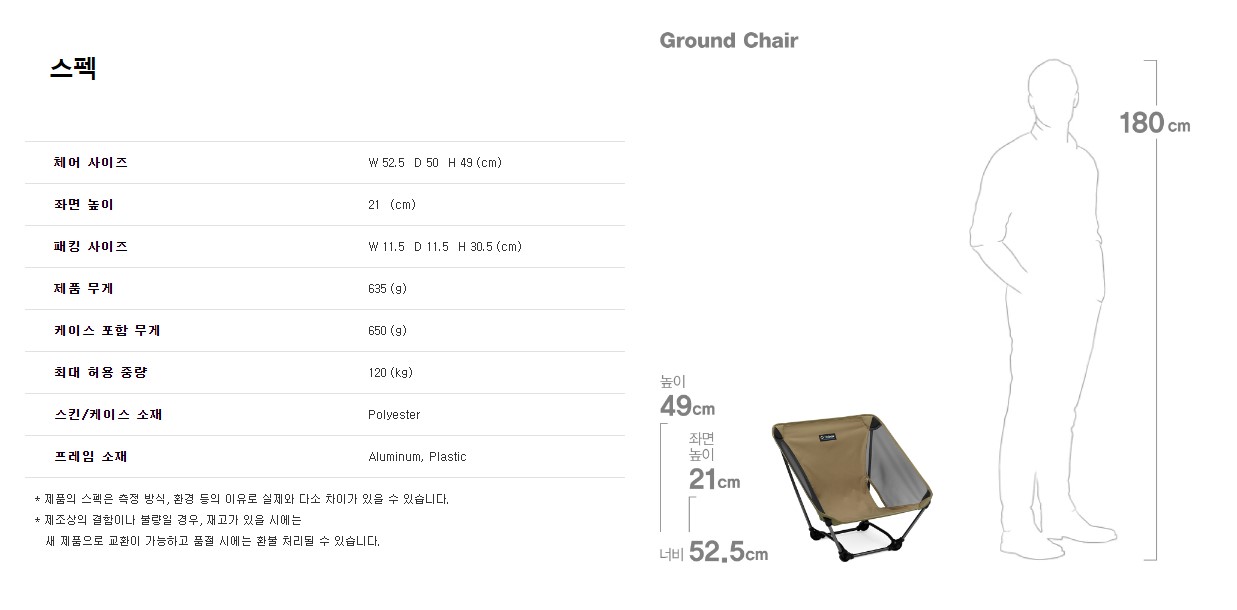 스펙
체어 사이즈 W 52.5 D 50 H 49 (cm)
좌면 높이 21 (cm)
패킹 사이즈 W 11.5 D 11.5 H 30.5 (cm)
제품 무게 635 (g)
케이스 포함 무게 650 (g)
최대 허용 중량 120 (kg)
스킨/케이스 소재 Polyester
프레임 소재 Aluminum, Plastic
* 제품의 스펙은 측정 방식, 환경 등의 이유로 실제와 다소 차이가 있을 수 있습니다.
* 제조상의 결함이나 불량일 경우, 재고가 있을 시에는
새 제품으로 교환이 가능하고 품절 시에는 환불 처리될 수 있습니다.
Ground Chair
180 cm
높이
49cm
좌면
높이
21cm
너비 52.5cm